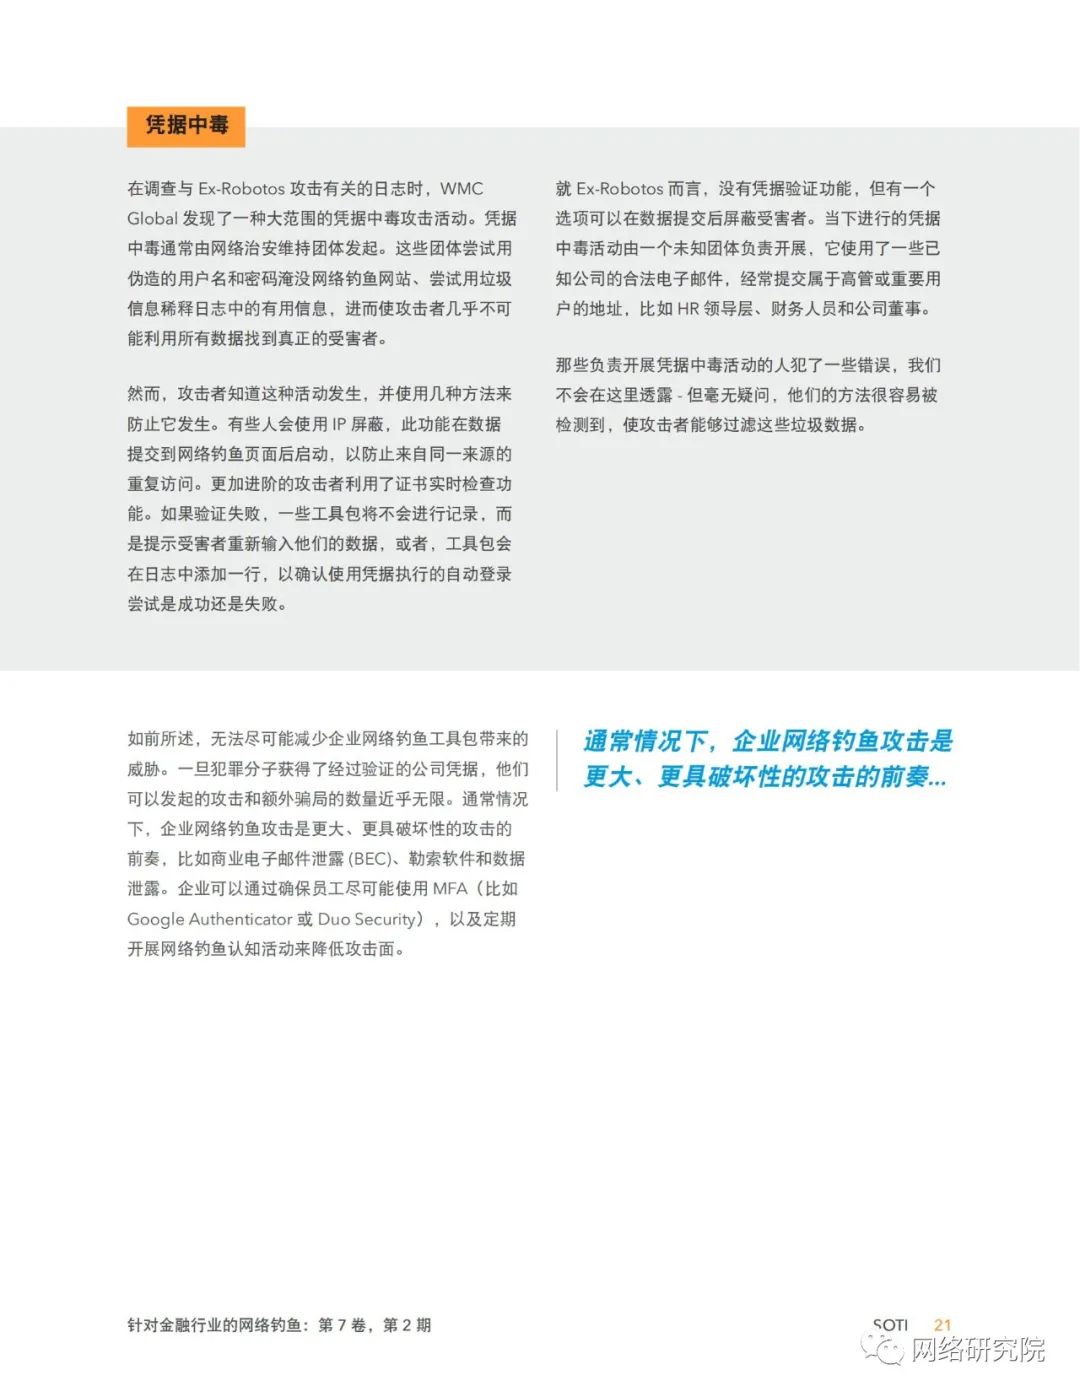 凭据中毒
在调查与 Ex-Robotos 攻击有关的日志时，WMC
Global 发现了一种大范围的凭据中毒攻击活动。凭据
中毒通常由网络治安维持团体发起。这些团体尝试用
伪造的用户名和密码淹没网络钓鱼网站、尝试用垃圾
信息稀释日志中的有用信息，进而使攻击者几乎不可
能利用所有数据找到真正的受害者。
然而，攻击者知道这种活动发生，并使用几种方法来
防止它发生。有些人会使用 IP 屏蔽，此功能在数据
提交到网络钓鱼页面后启动，以防止来自同一来源的
重复访问。更加进阶的攻击者利用了证书实时检查功
能。如果验证失败，一些工具包将不会进行记录，而
是提示受害者重新输入他们的数据，或者，工具包会
在日志中添加一行，以确认使用凭据执行的自动登录
尝试是成功还是失败。
就 Ex-Robotos 而言，没有凭据验证功能，但有一个
选项可以在数据提交后屏蔽受害者。当下进行的凭据
中毒活动由一个未知团体负责开展，它使用了一些已
知公司的合法电子邮件，经常提交属于高管或重要用
户的地址，比如 HR 领导层、财务人员和公司董事。
那些负责开展凭据中毒活动的人犯了一些错误，我们
不会在这里透露 - 但毫无疑问，他们的方法很容易被
检测到，使攻击者能够过滤这些垃圾数据。
如前所述，无法尽可能减少企业网络钓鱼工具包带来的
威胁。一旦犯罪分子获得了经过验证的公司凭据，他们
可以发起的攻击和额外骗局的数量近乎无限。通常情况
下，企业网络钓鱼攻击是更大、更具破坏性的攻击的
前奏，比如商业电子邮件泄露 (BEC)、勒索软件和数据
泄露。企业可以通过确保员工尽可能使用 MFA（比如
Google Authenticator 或 Duo Security），以及定期
开展网络钓鱼认知活动来降低攻击面。
通常情况下，企业网络钓鱼攻击是
更大、更具破坏性的攻击的前奏...
针对金融行业的网络钓鱼：第 7 卷，第 2 期
SOTI 21
网络研究院